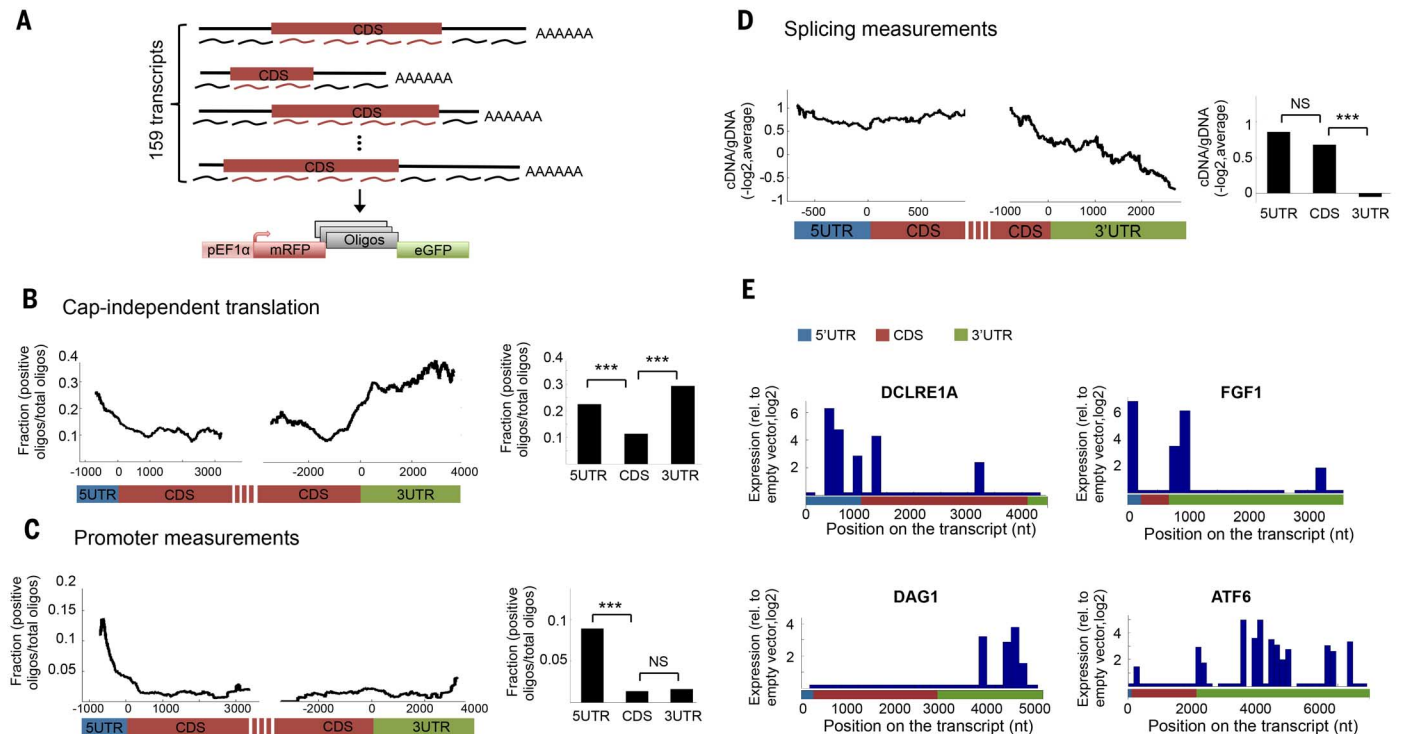 A
159 transcripts
CDS
AAAAAA
CDS
AAAAAA
CDS
AAAAAA
CDS
AAAAAA
pEF1α mRFP Oligos eGFP
B
Cap-independent translation
Fraction (positive
oligos/total oligos)
0.4
0.3
0.2
0.1
-1000 0 1000 3000
-2000 0 2000 4000
5UTR CDS CDS 3UTR
Fraction (positive
oligos/total oligos)
0.4
0.3
0.2
0.1
*** ***
5UTR CDS 3UTR
C
Promoter measurements
Fraction (positive
oligos/total oligos)
0.2
0.15
0.1
0.05
-1000 0 1000 3300
-2000 0 2000 4000
5UTR CDS CDS 3UTR
Fraction (positive
oligos/total oligos)
0.1
0.05
*** NS
5UTR CDS 3UTR
D
Splicing measurements
cDNA/gDNA
(-log2,average)
1
0.5
0
-0.5
-1
-500 0 500
-1000 0 1000 2000
5UTR CDS CDS 3'UTR
cDNA/gDNA
(-log2,average)
1
0.5
0
NS ***
5UTR CDS 3UTR
E
5'UTR CDS 3'UTR
DCLRE1A
Expression (rel. to
empty vector,log2)
6
4
2
0 1000 2000 3000 4000
Position on the transcript (nt)
FGF1
Expression (rel. to
empty vector,log2)
6
4
2
0 1000 2000 3000
Position on the transcript (nt)
DAG1
Expression (rel. to
empty vector,log2)
4
2
0 1000 2000 3000 4000 5000
Position on the transcript (nt)
ATF6
Expression (rel. to
empty vector,log2)
4
2
0 2000 4000 6000
Position on the transcript (nt)